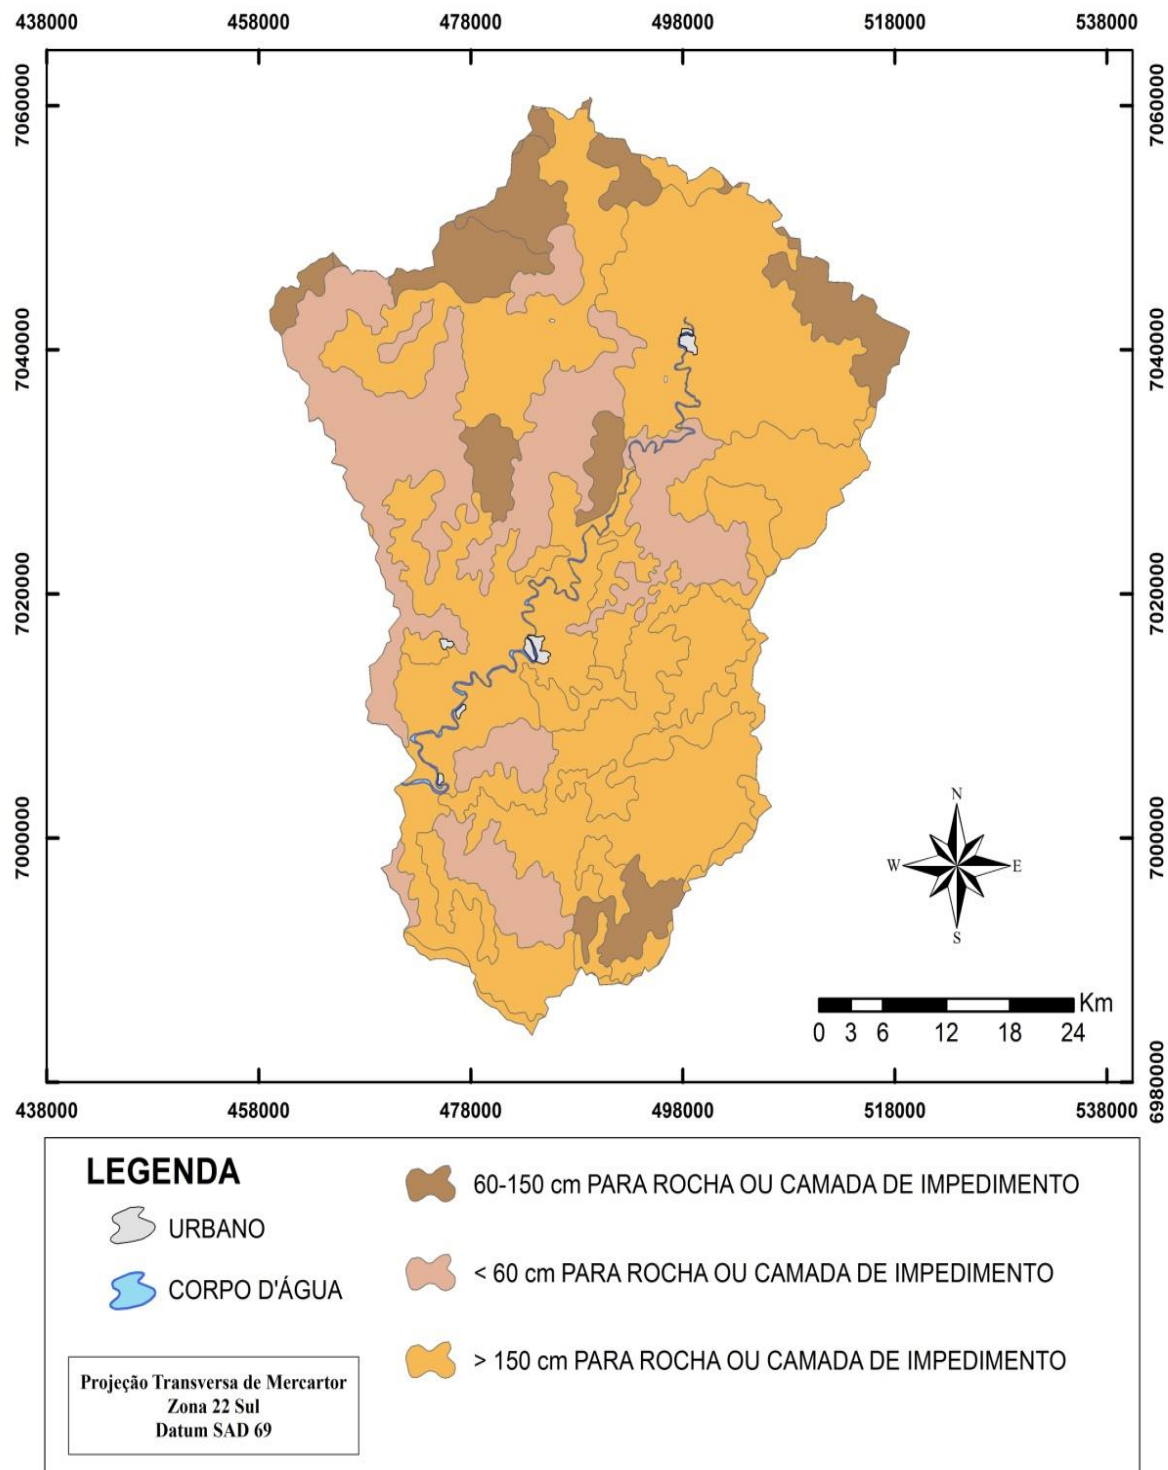 438000 458000 478000 498000 518000 538000
7060000 7060000
7040000 7040000
7020000 7020000
7000000 7000000
6980000
N
W E
S
Km
0 3 6 12 18 24
438000 458000 478000 498000 518000 538000
LEGENDA
URBANO
CORPO D'ÁGUA
60-150 cm PARA ROCHA OU CAMADA DE IMPEDIMENTO
< 60 cm PARA ROCHA OU CAMADA DE IMPEDIMENTO
> 150 cm PARA ROCHA OU CAMADA DE IMPEDIMENTO
Projeção Transversa de Mercartor
Zona 22 Sul
Datum SAD 69